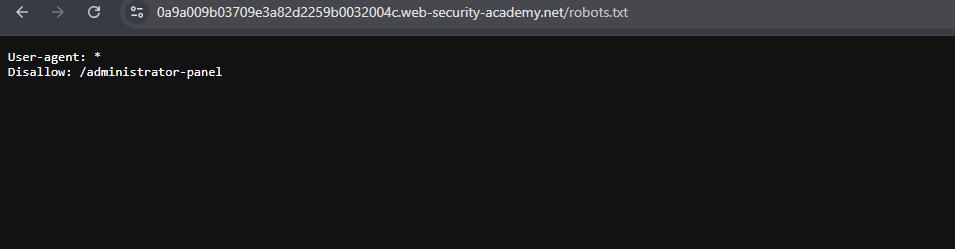 0a9a009b03709e3a82d2259b0032004c.web-security-academy.net/robots.txt
User-agent: *
Disallow: /administrator-panel